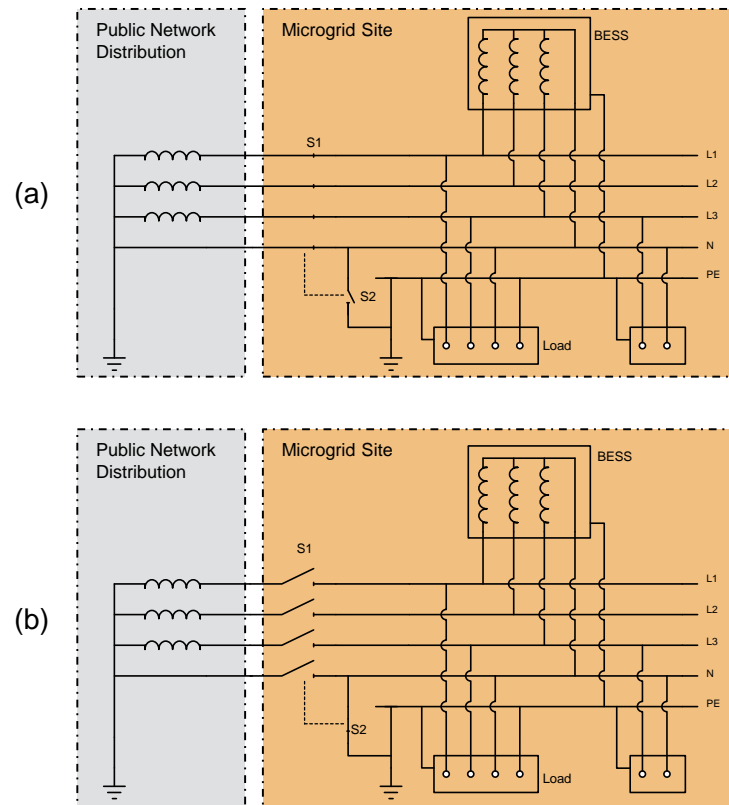 Public Network
Distribution
Microgrid Site
BESS
S1
L1
L2
(a)
L3
N
PE
S2
Load
Public Network
Distribution
Microgrid Site
BESS
S1
L1
L2
(b)
L3
N
PE
S2
Load